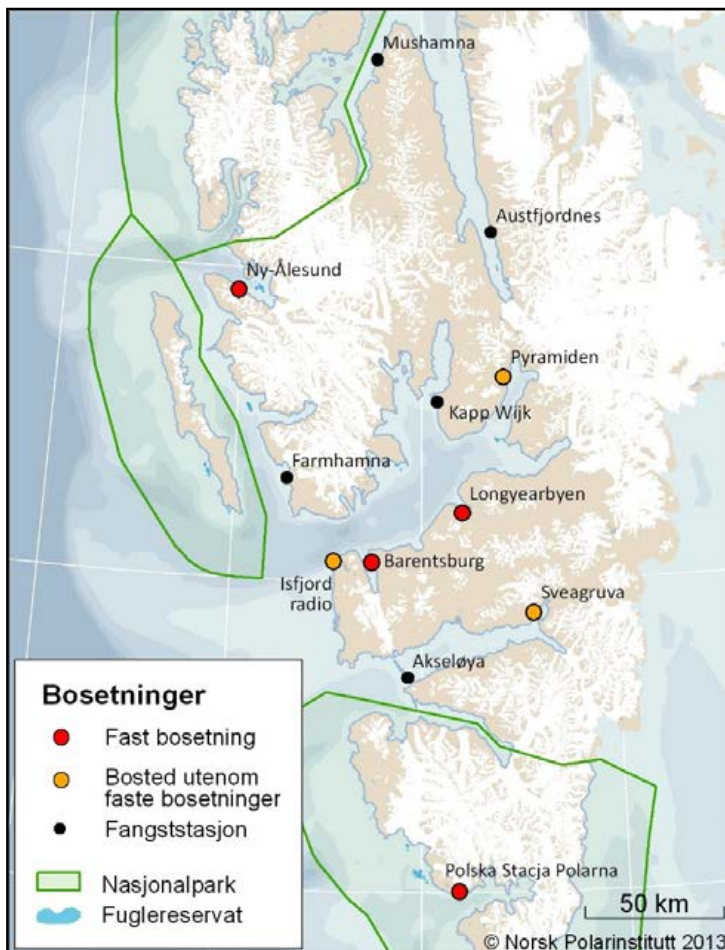 Mushamna
Austfjordnes
Ny-Ålesund
Pyramiden
Kapp Wijk
Farmhamna
Longyearbyen
Barentsburg
Isfjord
radio
Sveagruva
Akseløya
Bosetninger
Fast bosetning
Bosted utenom
faste bosetninger
Fangststasjon
Nasjonalpark
Fuglereservat
Polska Stacja Polarna
50 km
© Norsk Polarinstitutt 2013